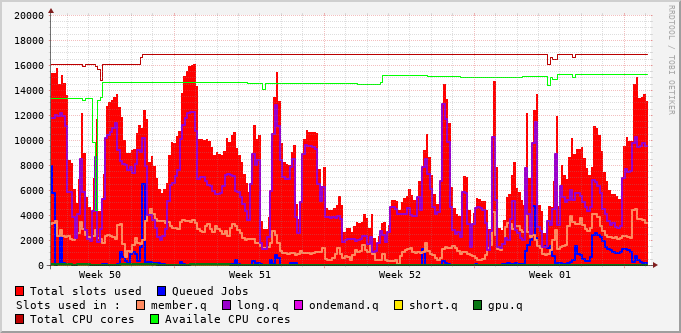 20000
18000
16000
14000
12000
10000
8000
6000
4000
2000
0
Week 50 Week 51 Week 52 Week 01
Total slots used Queued Jobs
Slots used in : member.q long.q ondemand.q short.q gpu.q
Total CPU cores Availale CPU cores
RRDTOOL / TOBI OETIKER